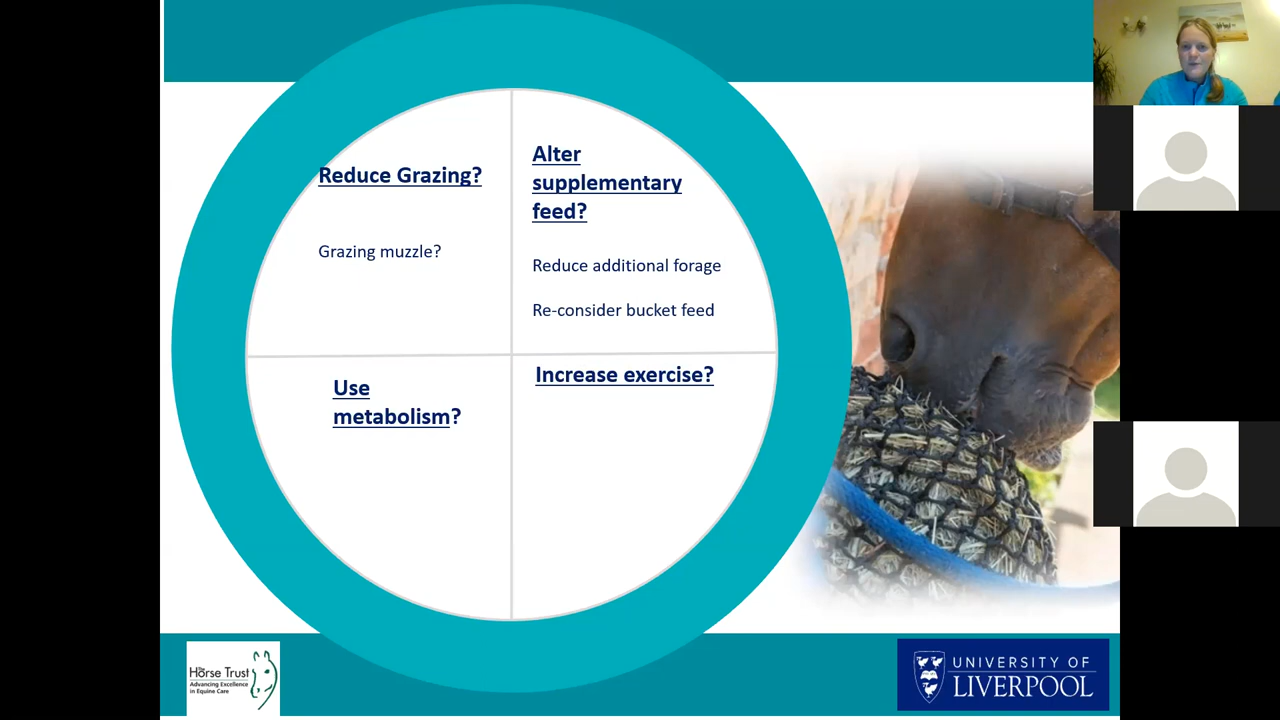 Reduce Grazing?
Grazing muzzle?
Alter
supplementary
feed?
Reduce additional forage
Re-consider bucket feed
Use
metabolism?
Increase exercise?
The
Horse Trust
Advancing Excellence
in Equine Care
UNIVERSITY OF
LIVERPOOL